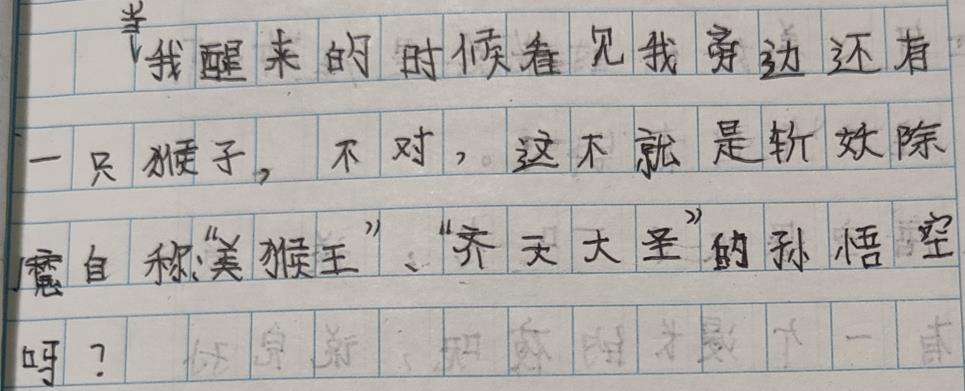 当我醒来的时候看见我旁边还有
一只猴子，不对，这不就是斩妖除
魔自称“美猴王”、“齐天大圣”的孙悟空
吗？